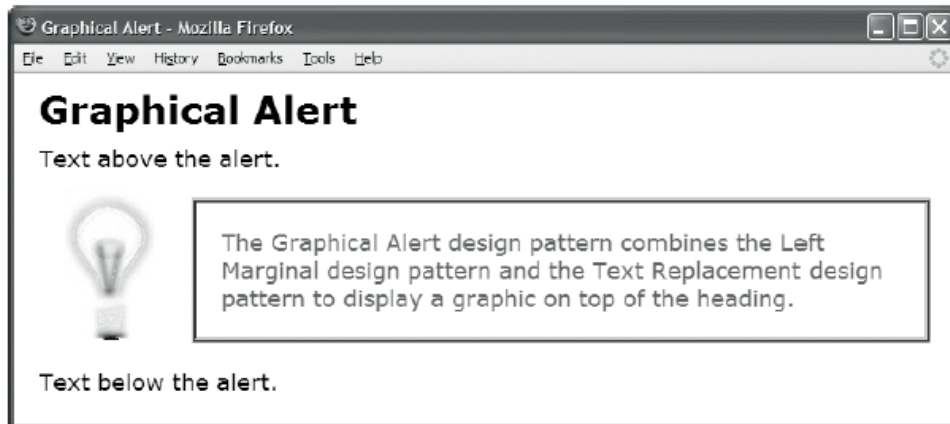 Graphical Alert - Mozilla Firefox
File Edit View History Bookmarks Tools Help
Graphical Alert
Text above the alert.
The Graphical Alert design pattern combines the Left
Marginal design pattern and the Text Replacement design
pattern to display a graphic on top of the heading.
Text below the alert.